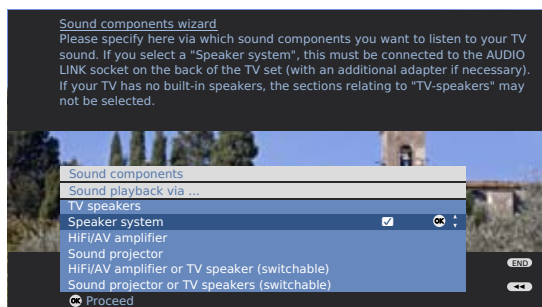 Sound components wizard
Please specify here via which sound components you want to listen to your TV
sound. If you select a "Speaker system", this must be connected to the AUDIO
LINK socket on the back of the TV set (with an additional adapter if necessary).
If your TV has no built-in speakers, the sections relating to "TV-speakers" may
not be selected.
Sound components
Sound playback via ...
TV speakers
Speaker system OK
HiFi/AV amplifier
Sound projector
HiFi/AV amplifier or TV speaker (switchable)
END
Sound projector or TV speakers (switchable)
OK Proceed